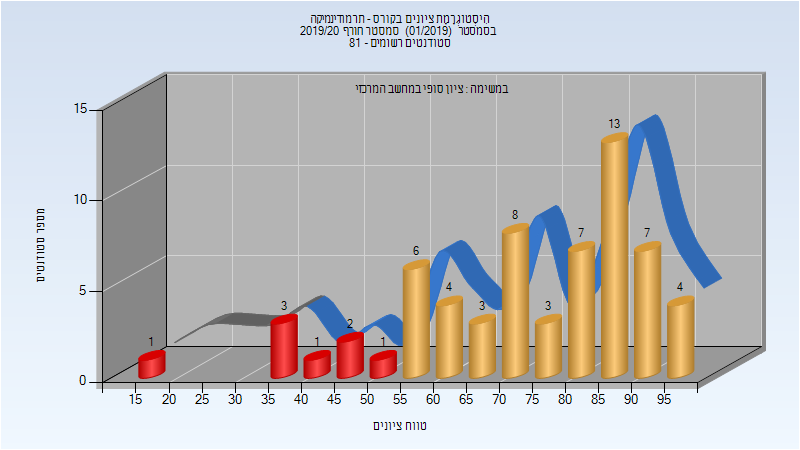 היסטוגרמת ציונים בקורס - תרמודינמיקה
בסמסטר (01/2019) סמסטר חורף 2019/20
סטודנטים רשומים - 81
במשימה : ציון סופי במחשב המרכזי
מספר סטודנטים
15
10
5
0
1
3
1
2
1
6
4
3
8
3
7
13
7
4
15 20 25 30 35 40 45 50 55 60 65 70 75 80 85 90 95
טווח ציונים